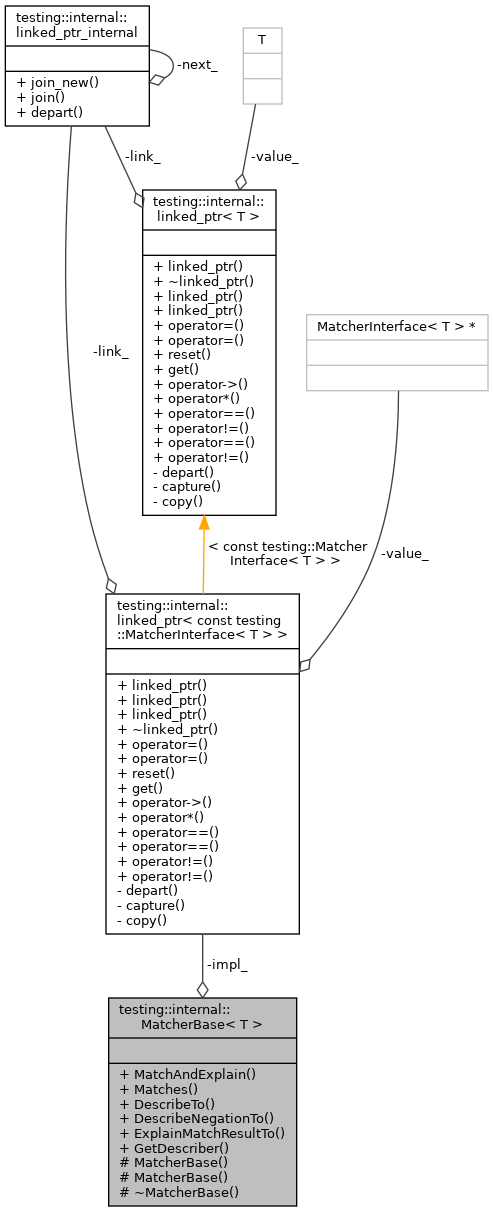 testing::internal::
linked_ptr_internal
+ join_new()
+ join()
+ depart()
-next_
T
-link_
-value_
testing::internal::
linked_ptr< T >
+ linked_ptr()
+ ~linked_ptr()
+ linked_ptr()
+ linked_ptr()
+ operator=()
+ operator=()
+ reset()
+ get()
+ operator->()
+ operator*()
+ operator==()
+ operator!=()
+ operator==()
+ operator!=()
- depart()
- capture()
- copy()
MatcherInterface< T > *
-link_
< const testing::Matcher
Interface< T > >
-value_
testing::internal::
linked_ptr< const testing
::MatcherInterface< T > >
+ linked_ptr()
+ linked_ptr()
+ linked_ptr()
+ ~linked_ptr()
+ operator=()
+ operator=()
+ reset()
+ get()
+ operator->()
+ operator*()
+ operator==()
+ operator==()
+ operator!=()
+ operator!=()
- depart()
- capture()
- copy()
-impl_
testing::internal::
MatcherBase< T >
+ MatchAndExplain()
+ Matches()
+ DescribeTo()
+ DescribeNegationTo()
+ ExplainMatchResultTo()
+ GetDescriber()
# MatcherBase()
# MatcherBase()
# ~MatcherBase()